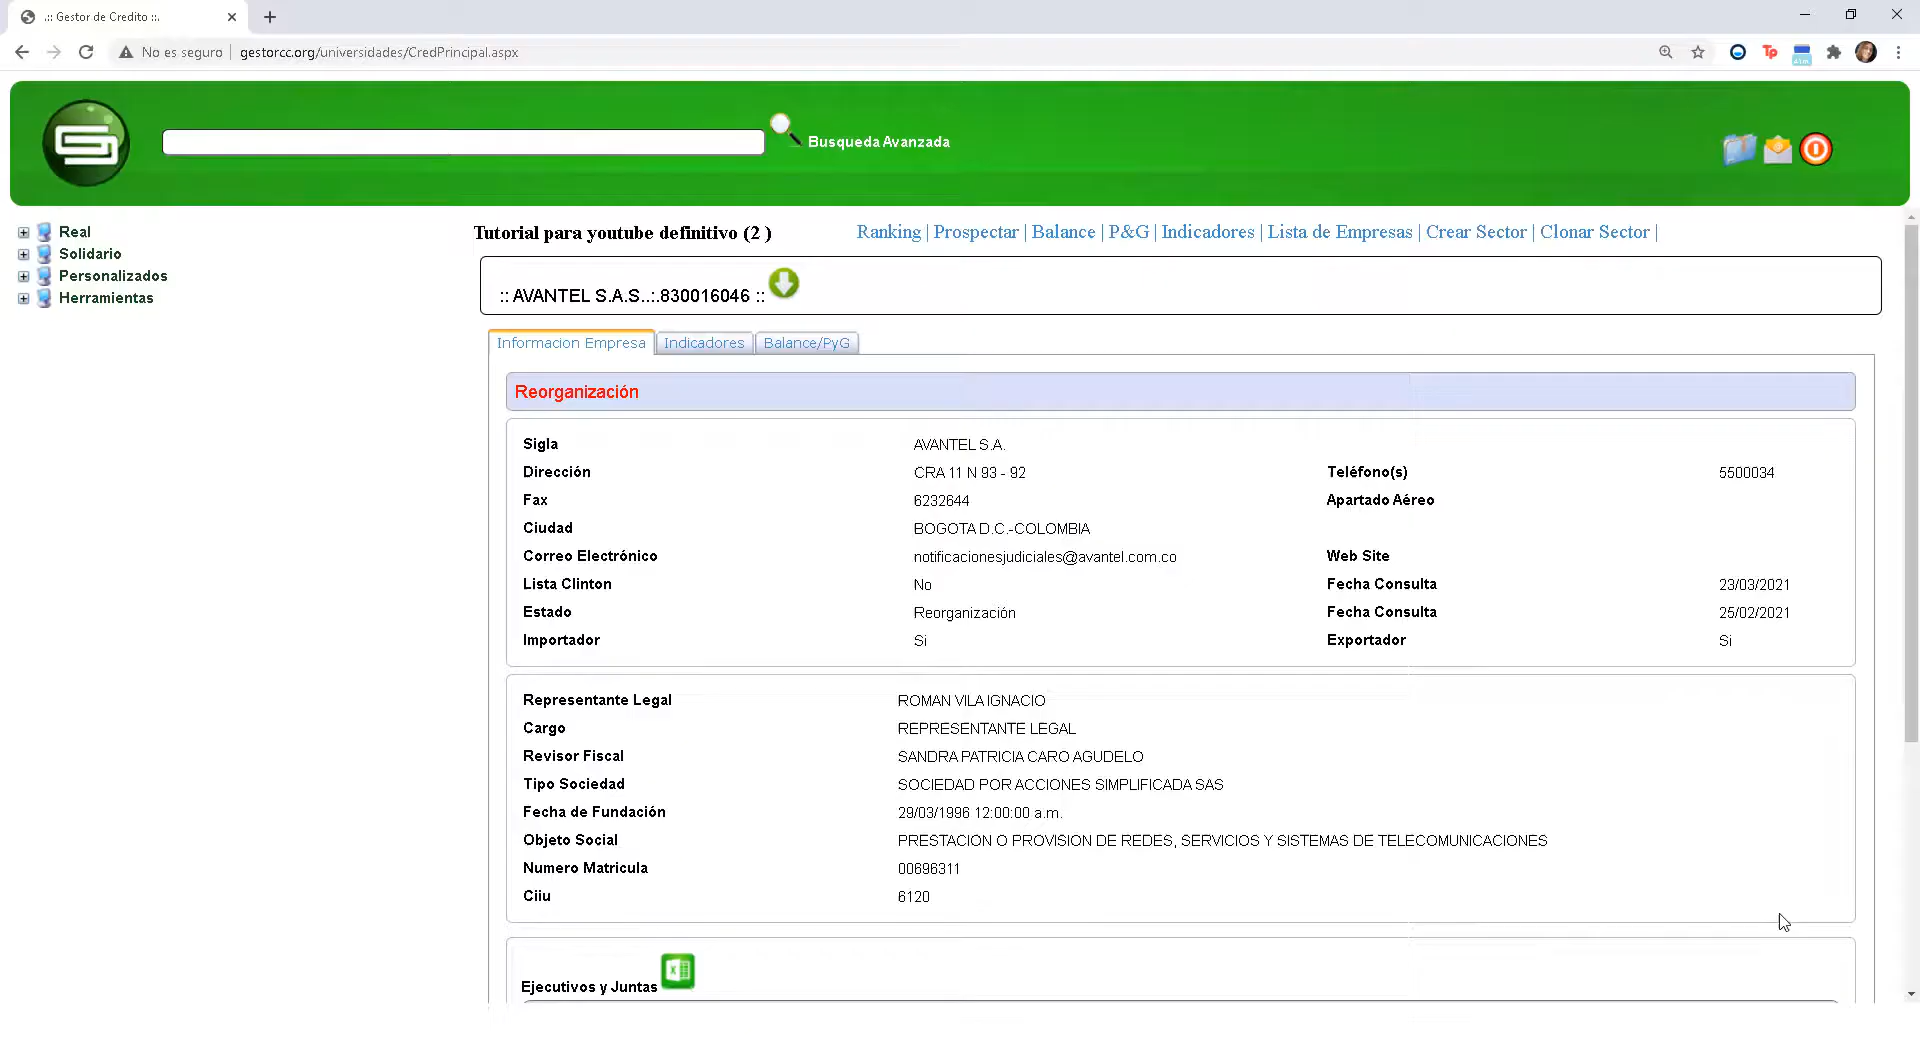 .:: Gestor de Credito ::.
No es seguro
gestorcc.org/universidades/CredPrincipal.aspx
Busqueda Avanzada
Real
Solidario
Personalizados
Herramientas
Tutorial para youtube definitivo (2 )
Ranking | Prospectar | Balance | P&G | Indicadores | Lista de Empresas | Crear Sector | Clonar Sector |
:: AVANTEL S.A.S..:.830016046 ::
Informacion Empresa Indicadores Balance/PyG
Reorganización
Sigla AVANTEL S.A.
Dirección CRA 11 N 93 - 92 Teléfono(s) 5500034
Fax 6232644 Apartado Aéreo
Ciudad BOGOTA D.C.-COLOMBIA
Correo Electrónico notificacionesjudiciales@avantel.com.co Web Site
Lista Clinton No Fecha Consulta 23/03/2021
Estado Reorganización Fecha Consulta 25/02/2021
Importador Si Exportador Si
Representante Legal ROMAN VILA IGNACIO
Cargo REPRESENTANTE LEGAL
Revisor Fiscal SANDRA PATRICIA CARO AGUDELO
Tipo Sociedad SOCIEDAD POR ACCIONES SIMPLIFICADA SAS
Fecha de Fundación 29/03/1996 12:00:00 a.m.
Objeto Social PRESTACION O PROVISION DE REDES, SERVICIOS Y SISTEMAS DE TELECOMUNICACIONES
Numero Matricula 00696311
Ciiu 6120
Ejecutivos y Juntas